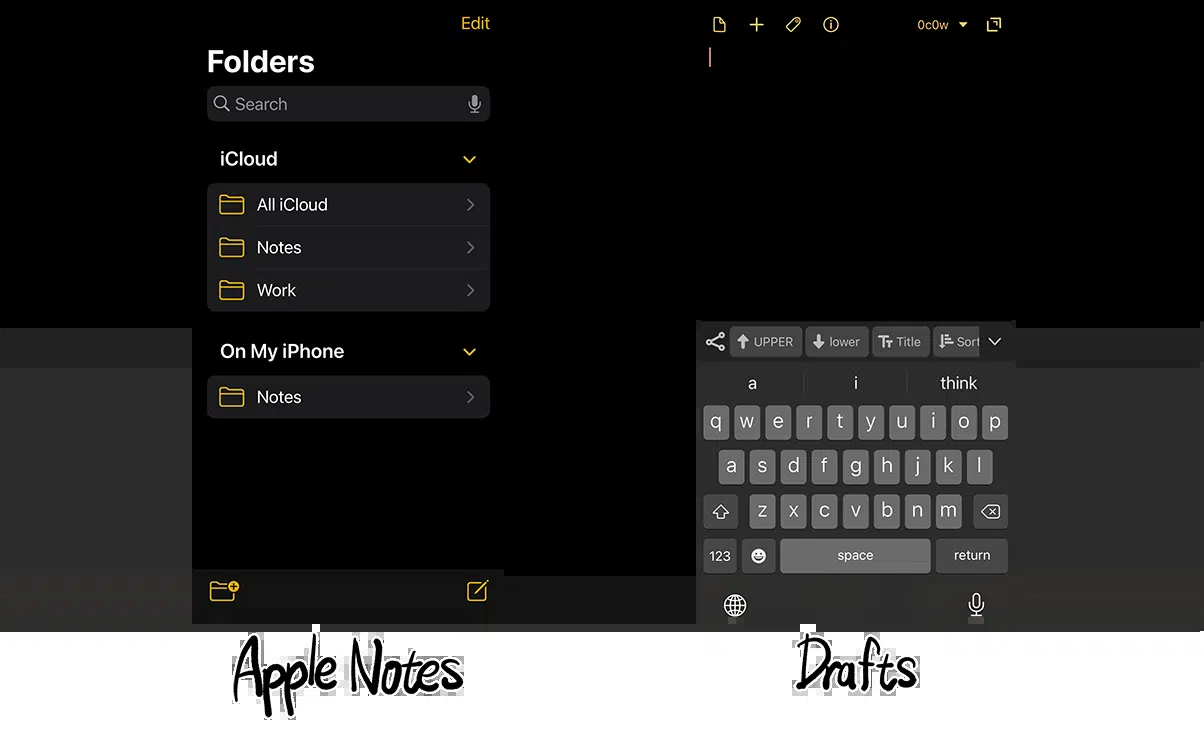 Edit
Folders
Search
iCloud
All iCloud
Notes
Work
On My iPhone
Notes
Apple Notes
0c0w
UPPER lower Title Sort
a i think
q w e r t y u i o p
a s d f g h j k l
z x c v b n m
123 space return
Drafts